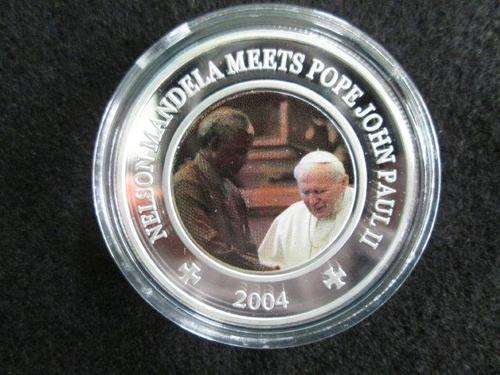 NELSON MANDELA MEETS POPE JOHN PAUL II
2004